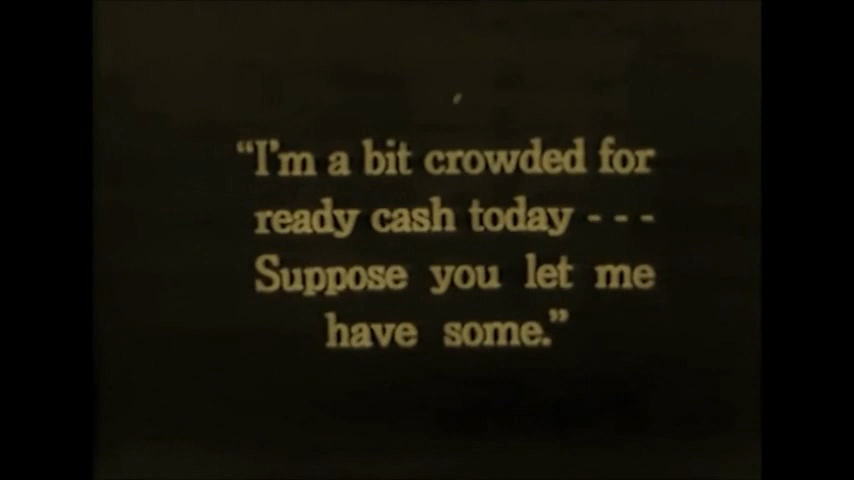 “I'm a bit crowded for
ready cash today - - -
Suppose you let me
have some.”